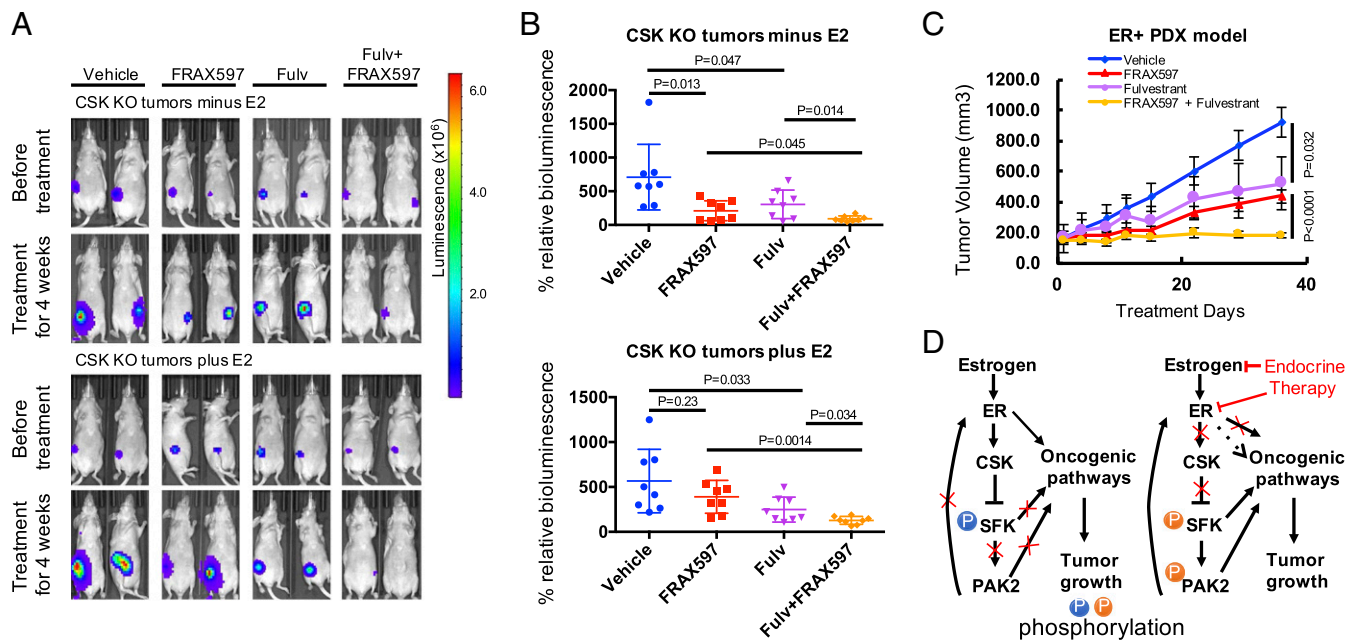 A
Vehicle
FRAX597
Fulv
Fulv+
FRAX597
CSK KO tumors minus E2
Before
treatment
Treatment
for 4 weeks
CSK KO tumors plus E2
Before
treatment
Treatment
for 4 weeks
Luminescence (x10⁶)
6.0
4.0
2.0
B
CSK KO tumors minus E2
% relative bioluminescence
P=0.047
P=0.013
P=0.014
P=0.045
2000
1500
1000
500
0
Vehicle
FRAX597
Fulv
Fulv+FRAX597
CSK KO tumors plus E2
% relative bioluminescence
P=0.033
P=0.23
P=0.034
P=0.0014
1500
1000
500
0
Vehicle
FRAX597
Fulv
Fulv+FRAX597
C
ER+ PDX model
Vehicle
FRAX597
Fulvestrant
FRAX597 + Fulvestrant
Tumor Volume (mm3)
1200.0
1000.0
800.0
600.0
400.0
200.0
0.0
P=0.032
P<0.0001
0
20
40
Treatment Days
D
Estrogen
ER
CSK
Oncogenic
pathways
P SFK
PAK2
Tumor
growth
Estrogen
Endocrine
Therapy
ER
CSK
Oncogenic
pathways
P SFK
P PAK2
Tumor
growth
P P
phosphorylation